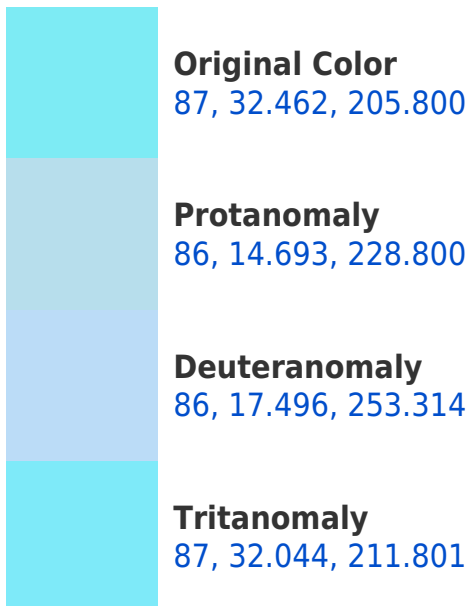 Original Color
87, 32.462, 205.800
Protanomaly
86, 14.693, 228.800
Deuteranomaly
86, 17.496, 253.314
Tritanomaly
87, 32.044, 211.801